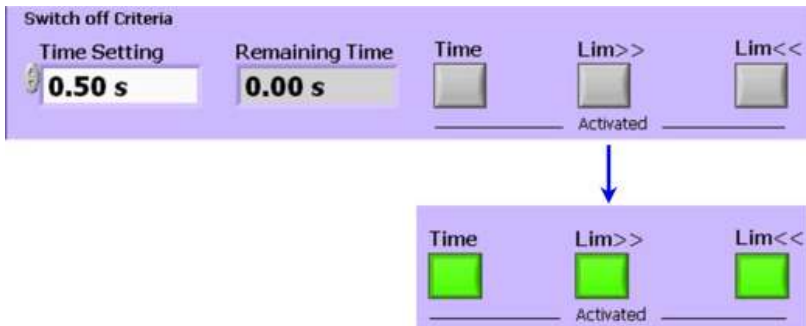 Switch off Criteria
Time Setting Remaining Time Time Lim>> Lim<<
0.50 s 0.00 s
Activated
Time Lim>> Lim<<
Activated